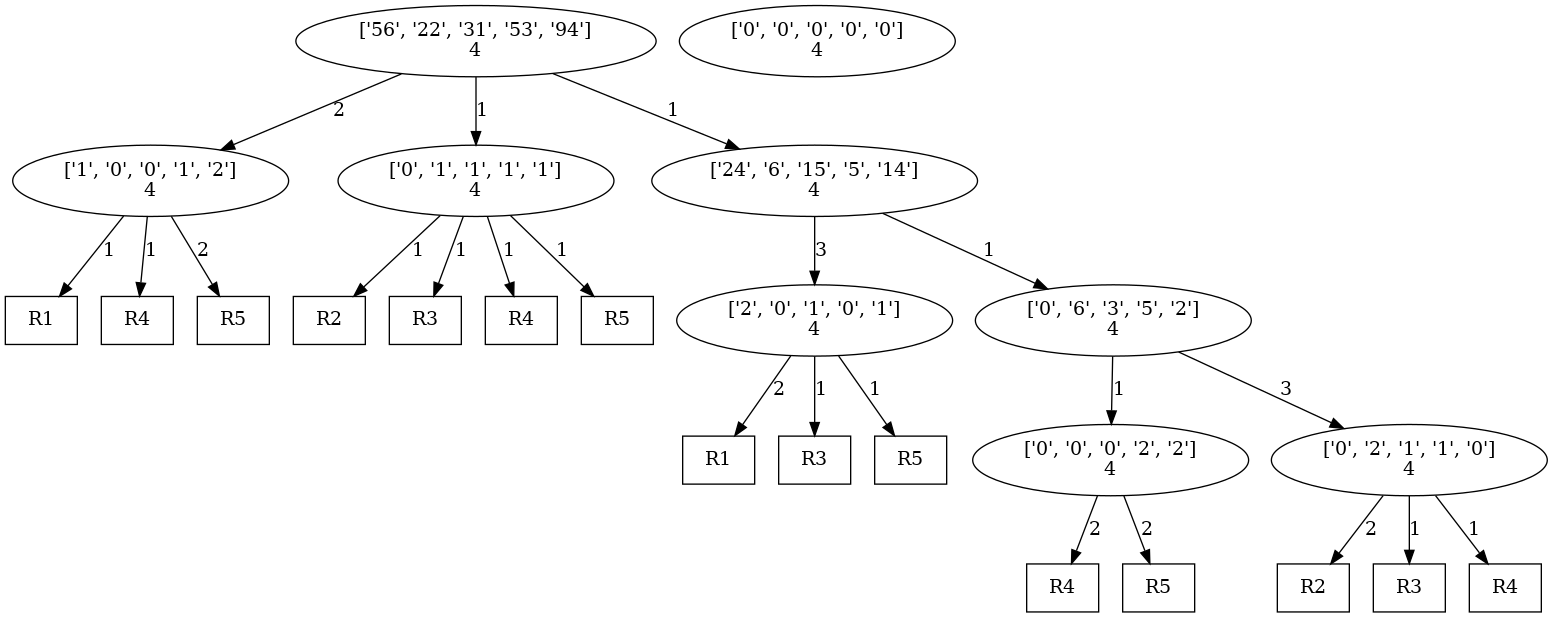 ['56', '22', '31', '53', '94']
4
['0', '0', '0', '0', '0']
4
2
1
1
['1', '0', '0', '1', '2']
4
['0', '1', '1', '1', '1']
4
['24', '6', '15', '5', '14']
4
1
1
2
1
1
1
1
3
1
R1
R4
R5
R2
R3
R4
R5
['2', '0', '1', '0', '1']
4
['0', '6', '3', '5', '2']
4
2
1
1
1
3
R1
R3
R5
['0', '0', '0', '2', '2']
4
['0', '2', '1', '1', '0']
4
2
2
2
1
1
R4
R5
R2
R3
R4